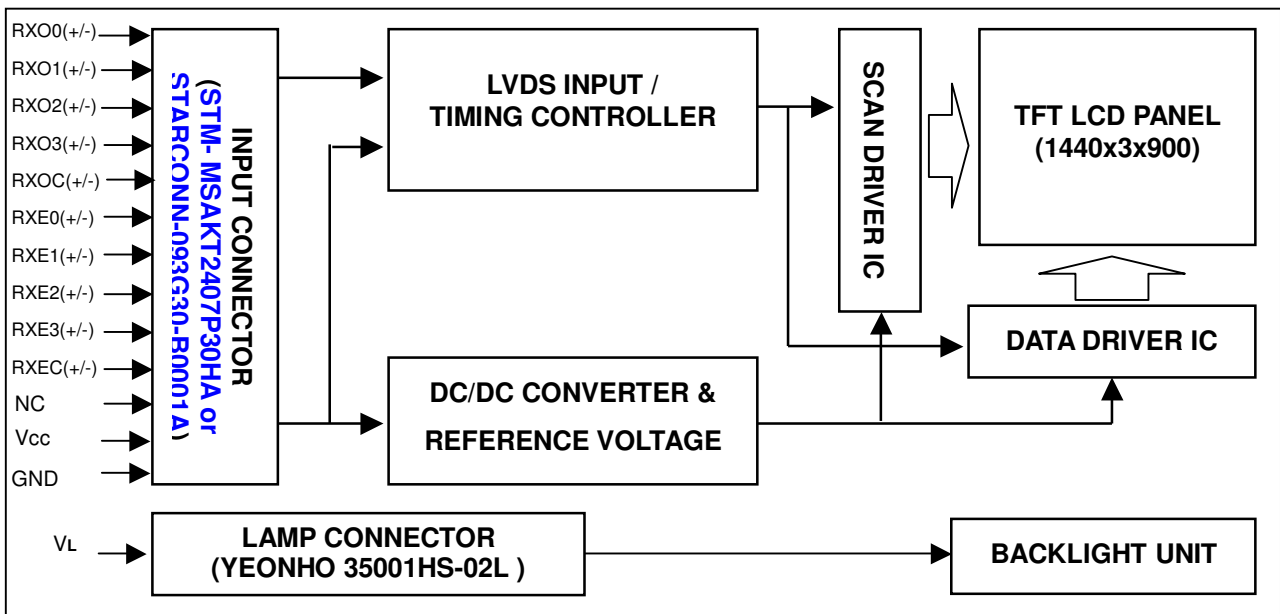 RXO0(+/-)
RXO1(+/-)
RXO2(+/-)
RXO3(+/-)
RXOC(+/-)
RXE0(+/-)
RXE1(+/-)
RXE2(+/-)
RXE3(+/-)
RXEC(+/-)
NC
Vcc
GND
INPUT CONNECTOR
(STM- MSAKT2407P30HA or
STARCONN-093G30-B0001A)
LVDS INPUT /
TIMING CONTROLLER
SCAN DRIVER IC
TFT LCD PANEL
(1440x3x900)
DATA DRIVER IC
DC/DC CONVERTER &
REFERENCE VOLTAGE
VL
LAMP CONNECTOR
(YEONHO 35001HS-02L )
BACKLIGHT UNIT